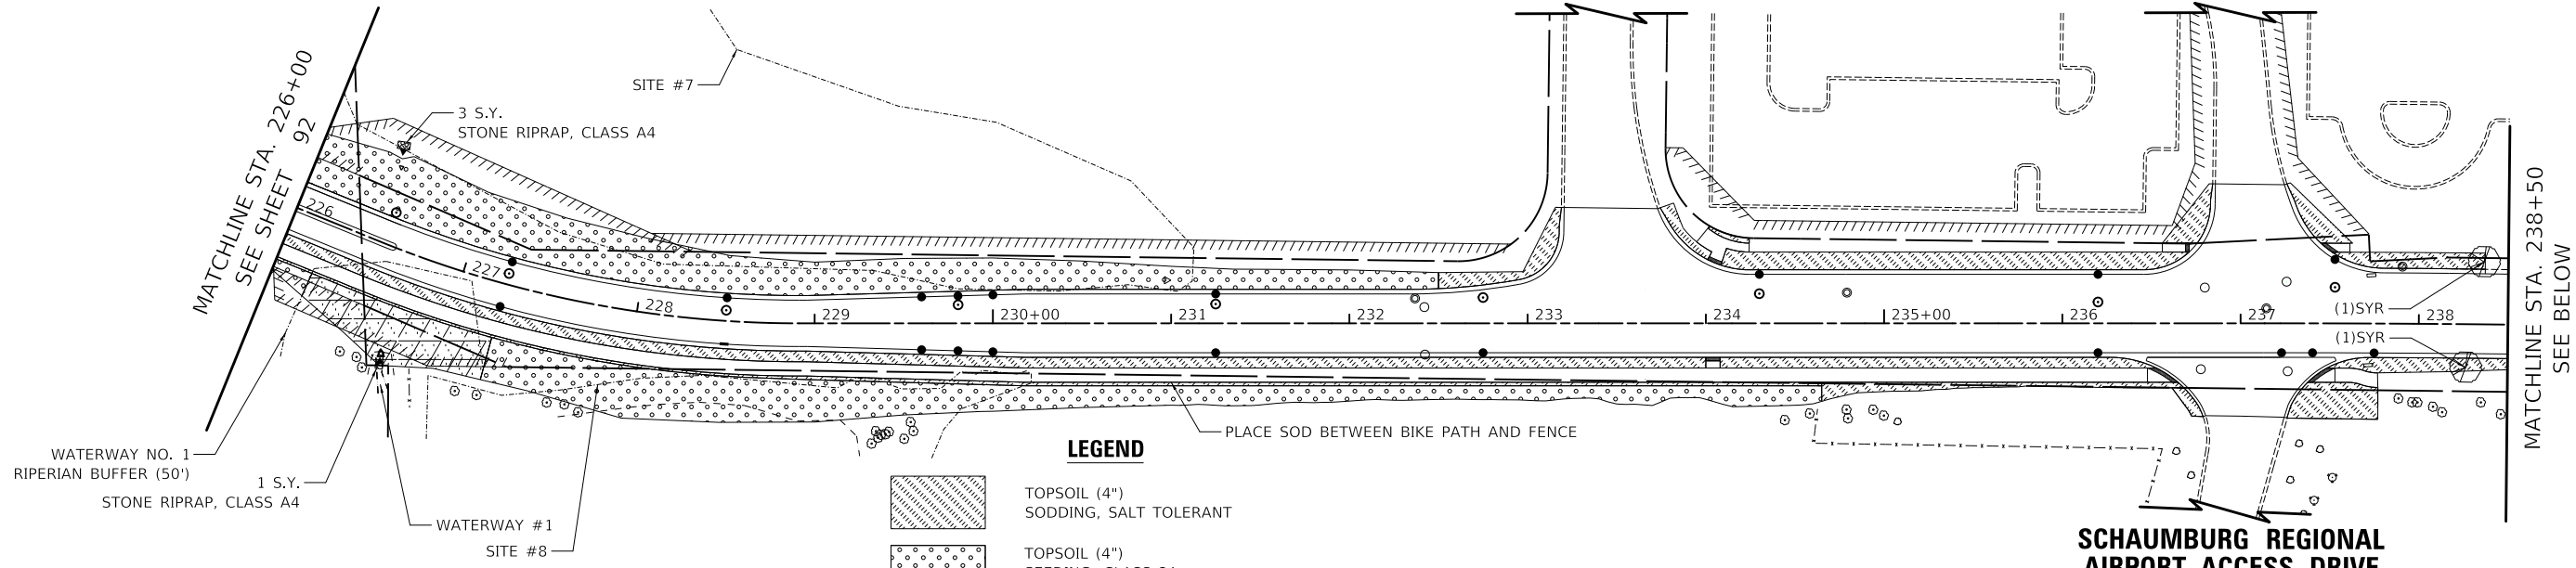 MATCHLINE STA. 226+00
SEE SHEET 92
SITE #7
3 S.Y.
STONE RIPRAP, CLASS A4
226
227
228
229
230+00
231
232
233
234
235+00
236
237
238
(1)SYR
(1)SYR
MATCHLINE STA. 238+50
SEE BELOW
PLACE SOD BETWEEN BIKE PATH AND FENCE
WATERWAY NO. 1
RIPERIAN BUFFER (50')
1 S.Y.
STONE RIPRAP, CLASS A4
WATERWAY #1
SITE #8
LEGEND
TOPSOIL (4")
SODDING, SALT TOLERANT
TOPSOIL (4")
SCHAUMBURG REGIONAL
AIRPORT ACCESS DRIVE